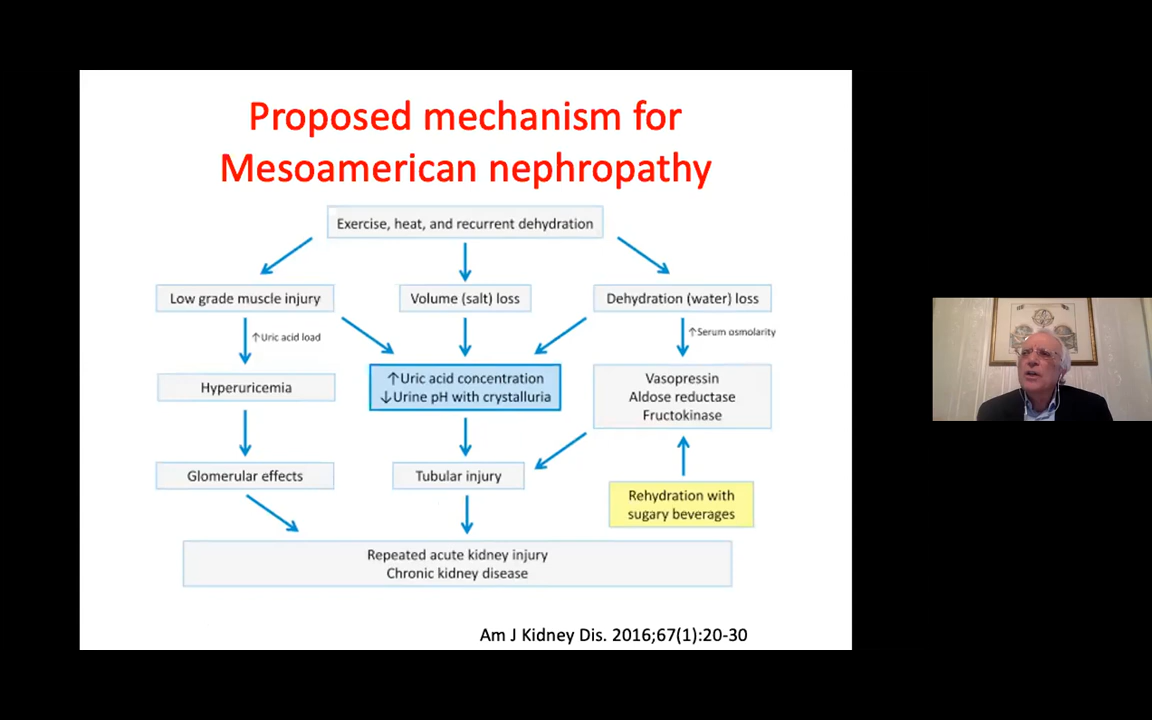 Proposed mechanism for
Mesoamerican nephropathy
Exercise, heat, and recurrent dehydration
Low grade muscle injury
Volume (salt) loss
Dehydration (water) loss
↑Uric acid load
↑Serum osmolarity
Hyperuricemia
↑Uric acid concentration
↓Urine pH with crystalluria
Vasopressin
Aldose reductase
Fructokinase
Glomerular effects
Tubular injury
Rehydration with
sugary beverages
Repeated acute kidney injury
Chronic kidney disease
Am J Kidney Dis. 2016;67(1):20-30